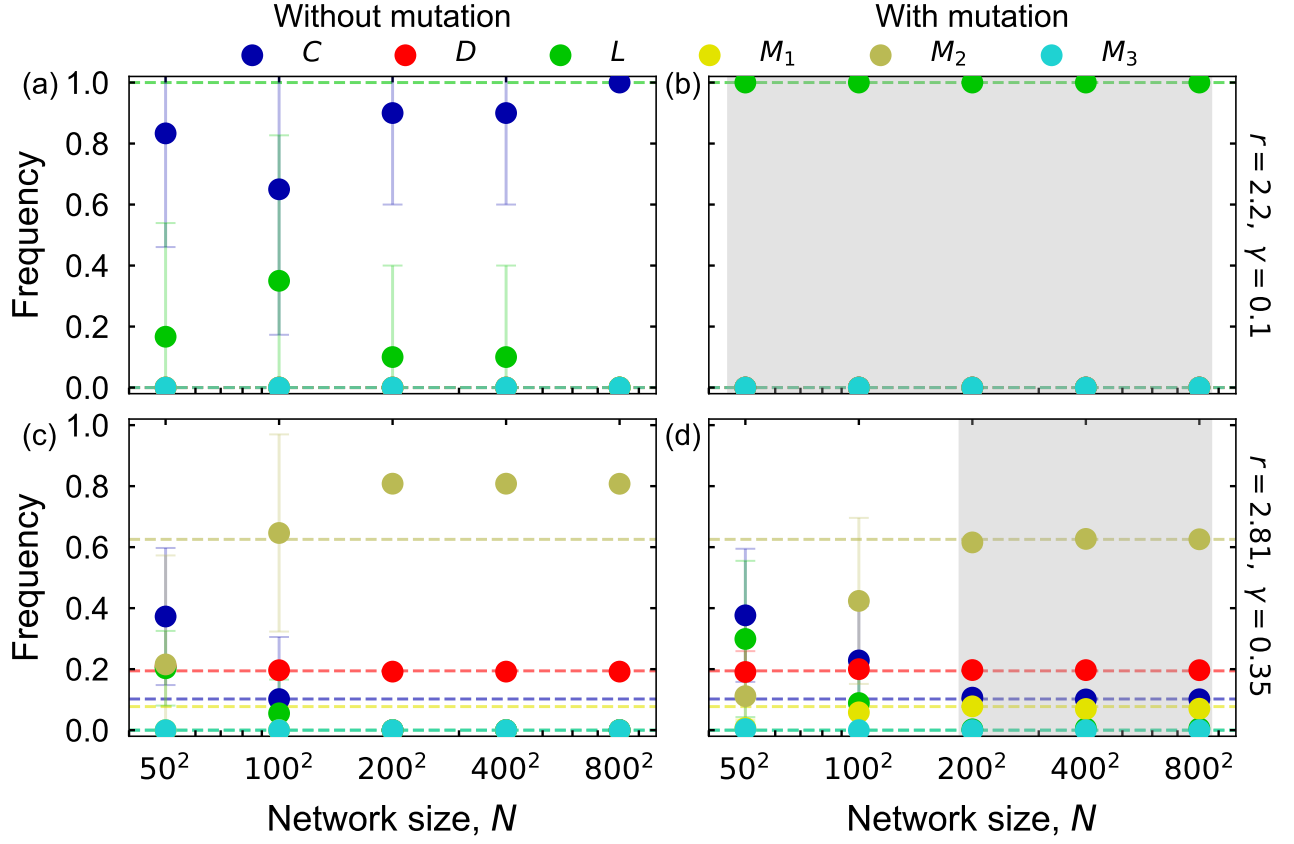 Without mutation With mutation
C D L M₁ M₂ M₃
(a) (b)
1.0
0.8
0.6
0.4
0.2
0.0
Frequency
r = 2.2, γ = 0.1
(c) (d)
1.0
0.8
0.6
0.4
0.2
0.0
Frequency
r = 2.81, γ = 0.35
50² 100² 200² 400² 800² 50² 100² 200² 400² 800²
Network size, N Network size, N